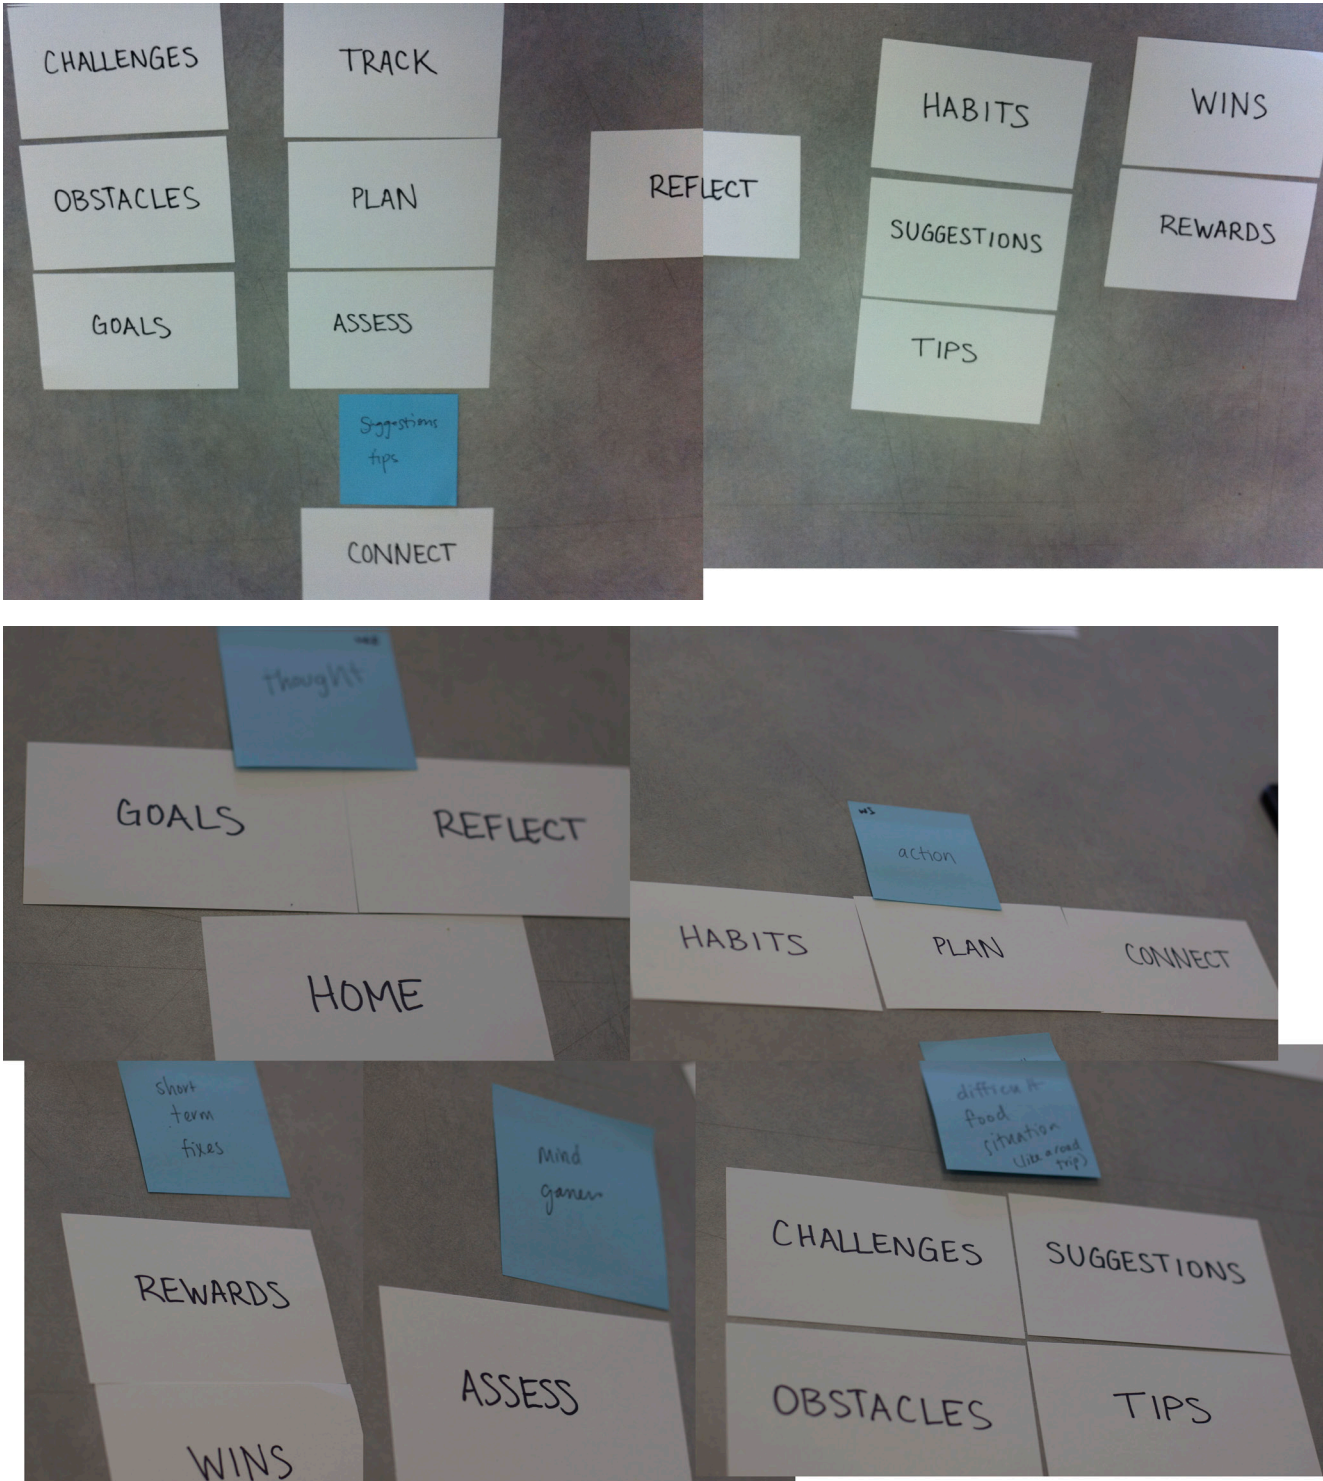 CHALLENGES
OBSTACLES
GOALS
TRACK
PLAN
ASSESS
Suggestions
tips
CONNECT
REFLECT
HABITS
SUGGESTIONS
TIPS
WINS
REWARDS
thought
GOALS
REFLECT
HOME
MS
action
HABITS
PLAN
CONNECT
short
term
fixes
REWARDS
WINS
Mind
games
ASSESS
difficult
food
situation
(like a road
trip)
CHALLENGES
SUGGESTIONS
OBSTACLES
TIPS